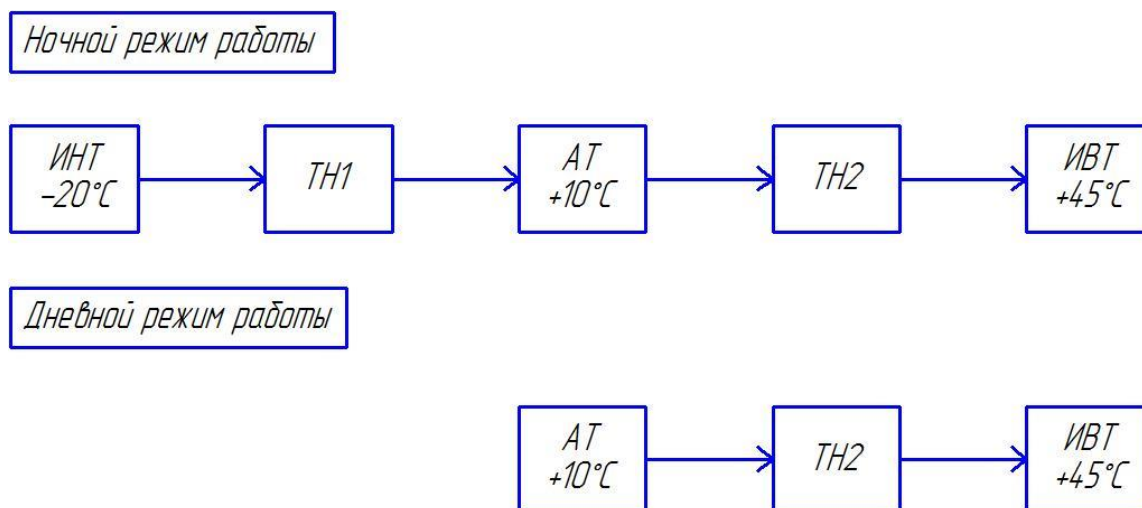 Ночной режим работы
ИНТ
-20°С
ТН1
АТ
+10°С
ТН2
ИВТ
+45°С
Дневной режим работы
АТ
+10°С
ТН2
ИВТ
+45°С